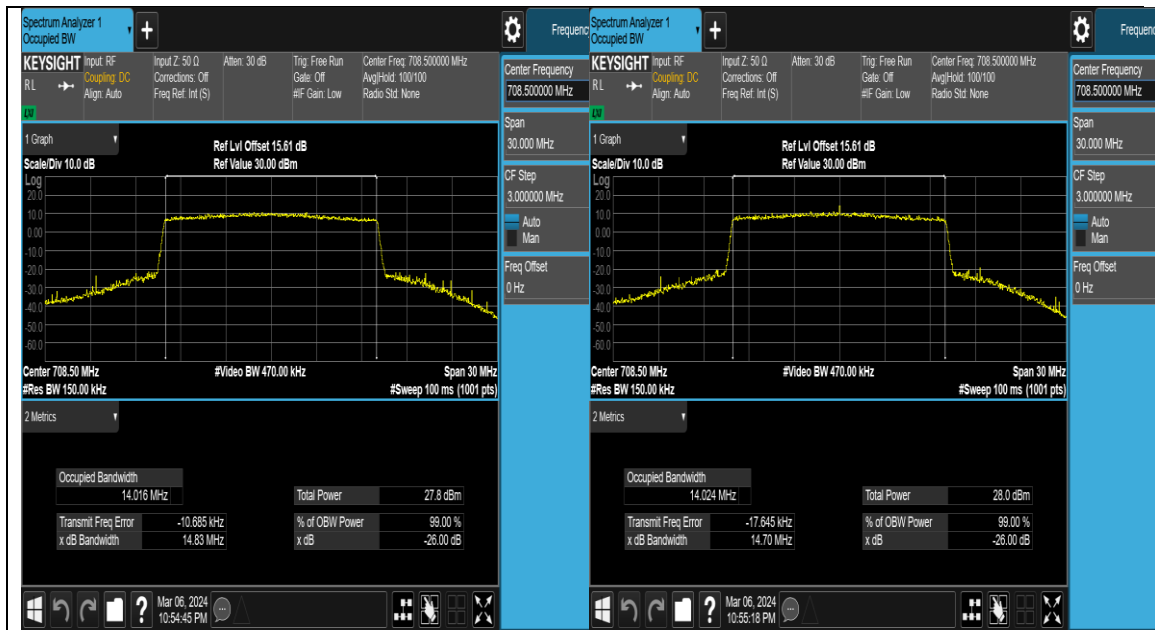 Spectrum Analyzer 1
Occupied BW
+
Frequenc
KEYSIGHT
R L
Input: RF
Coupling: DC
Align: Auto
Input Z: 50 Ω
Corrections: Off
Freq Ref: Int (S)
Atten: 30 dB
Trig: Free Run
Gate: Off
#IF Gain: Low
Center Freq: 708.500000 MHz
Avg|Hold: 100/100
Radio Std: None
Center Frequency
708.500000 MHz
Span
30.000 MHz
CF Step
3.000000 MHz
Auto
Man
Freq Offset
0 Hz
1 Graph
Scale/Div 10.0 dB
Ref Lvl Offset 15.61 dB
Ref Value 30.00 dBm
Log
20.0
10.0
0.00
-10.0
-20.0
-30.0
-40.0
-50.0
-60.0
Center 708.50 MHz
#Video BW 470.00 kHz
Span 30 MHz
#Res BW 150.00 kHz
#Sweep 100 ms (1001 pts)
2 Metrics
Occupied Bandwidth
14.016 MHz
Total Power 27.8 dBm
Transmit Freq Error -10.685 kHz
% of OBW Power 99.00 %
x dB Bandwidth 14.83 MHz
x dB -26.00 dB
?
Mar 06, 2024
10:54:45 PM
Spectrum Analyzer 1
Occupied BW
+
Frequenc
KEYSIGHT
R L
Input: RF
Coupling: DC
Align: Auto
Input Z: 50 Ω
Corrections: Off
Freq Ref: Int (S)
Atten: 30 dB
Trig: Free Run
Gate: Off
#IF Gain: Low
Center Freq: 708.500000 MHz
Avg|Hold: 100/100
Radio Std: None
Center Frequency
708.500000 MHz
Span
30.000 MHz
CF Step
3.000000 MHz
Auto
Man
Freq Offset
0 Hz
1 Graph
Scale/Div 10.0 dB
Ref Lvl Offset 15.61 dB
Ref Value 30.00 dBm
Log
20.0
10.0
0.00
-10.0
-20.0
-30.0
-40.0
-50.0
-60.0
Center 708.50 MHz
#Video BW 470.00 kHz
Span 30 MHz
#Res BW 150.00 kHz
#Sweep 100 ms (1001 pts)
2 Metrics
Occupied Bandwidth
14.024 MHz
Total Power 28.0 dBm
Transmit Freq Error -17.645 kHz
% of OBW Power 99.00 %
x dB Bandwidth 14.70 MHz
x dB -26.00 dB
?
Mar 06, 2024
10:55:18 PM